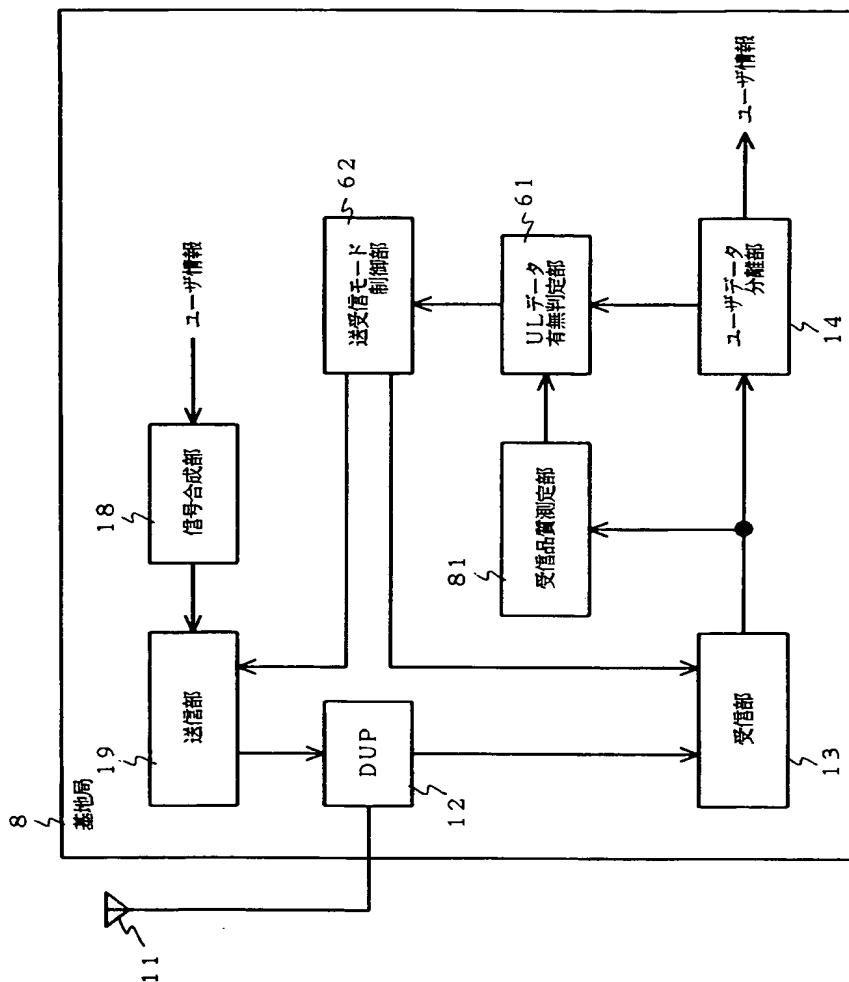 8
基地局
11
19
送信部
18
信号合成部
ユーザ情報
DUP
12
62
送受信モード
制御部
61
ULデータ
有無判定部
81
受信品質測定部
受信部
13
ユーザデータ
分離部
14
ユーザ情報